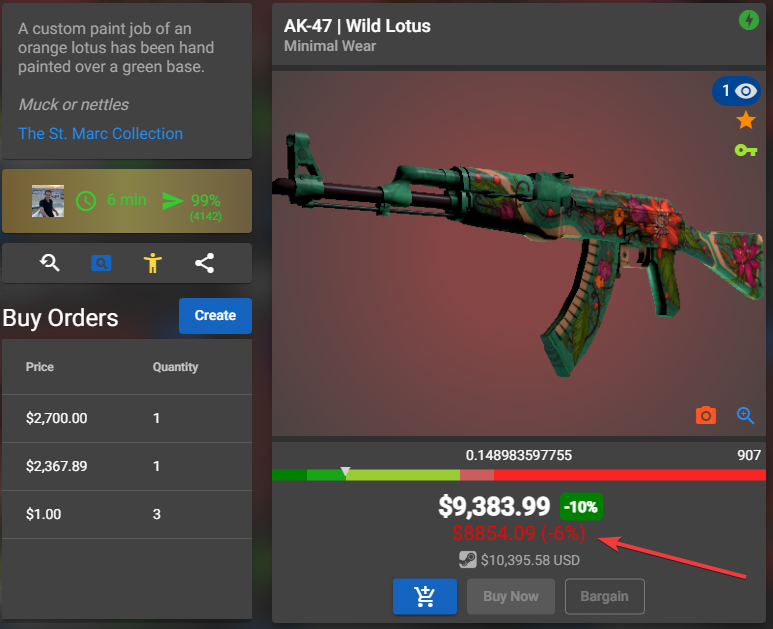 A custom paint job of an
orange lotus has been hand
painted over a green base.
Muck or nettles
The St. Marc Collection
6 min
99%
(4142)
Buy Orders
Create
Price Quantity
$2,700.00 1
$2,367.89 1
$1.00 3
AK-47 | Wild Lotus
Minimal Wear
1
0.148983597755 907
$9,383.99 -10%
$8854.09 (-6%)
$10,395.58 USD
Buy Now
Bargain